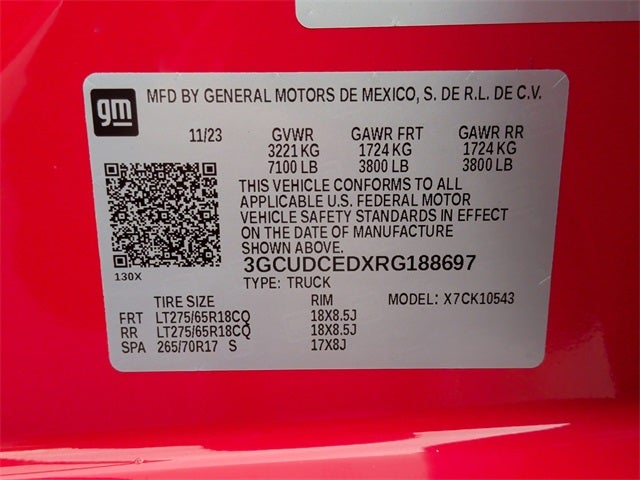 gm
MFD BY GENERAL MOTORS DE MEXICO, S. DE R.L. DE C.V.
11/23 GVWR GAWR FRT GAWR RR
3221 KG 1724 KG 1724 KG
7100 LB 3800 LB 3800 LB
THIS VEHICLE CONFORMS TO ALL
APPLICABLE U.S. FEDERAL MOTOR
VEHICLE SAFETY STANDARDS IN EFFECT
ON THE DATE OF MANUFACTURE
SHOWN ABOVE.
130X
3GCUDCEDXRG188697
TYPE: TRUCK
TIRE SIZE RIM MODEL: X7CK10543
FRT LT275/65R18CQ 18X8.5J
RR LT275/65R18CQ 18X8.5J
SPA 265/70R17 S 17X8J